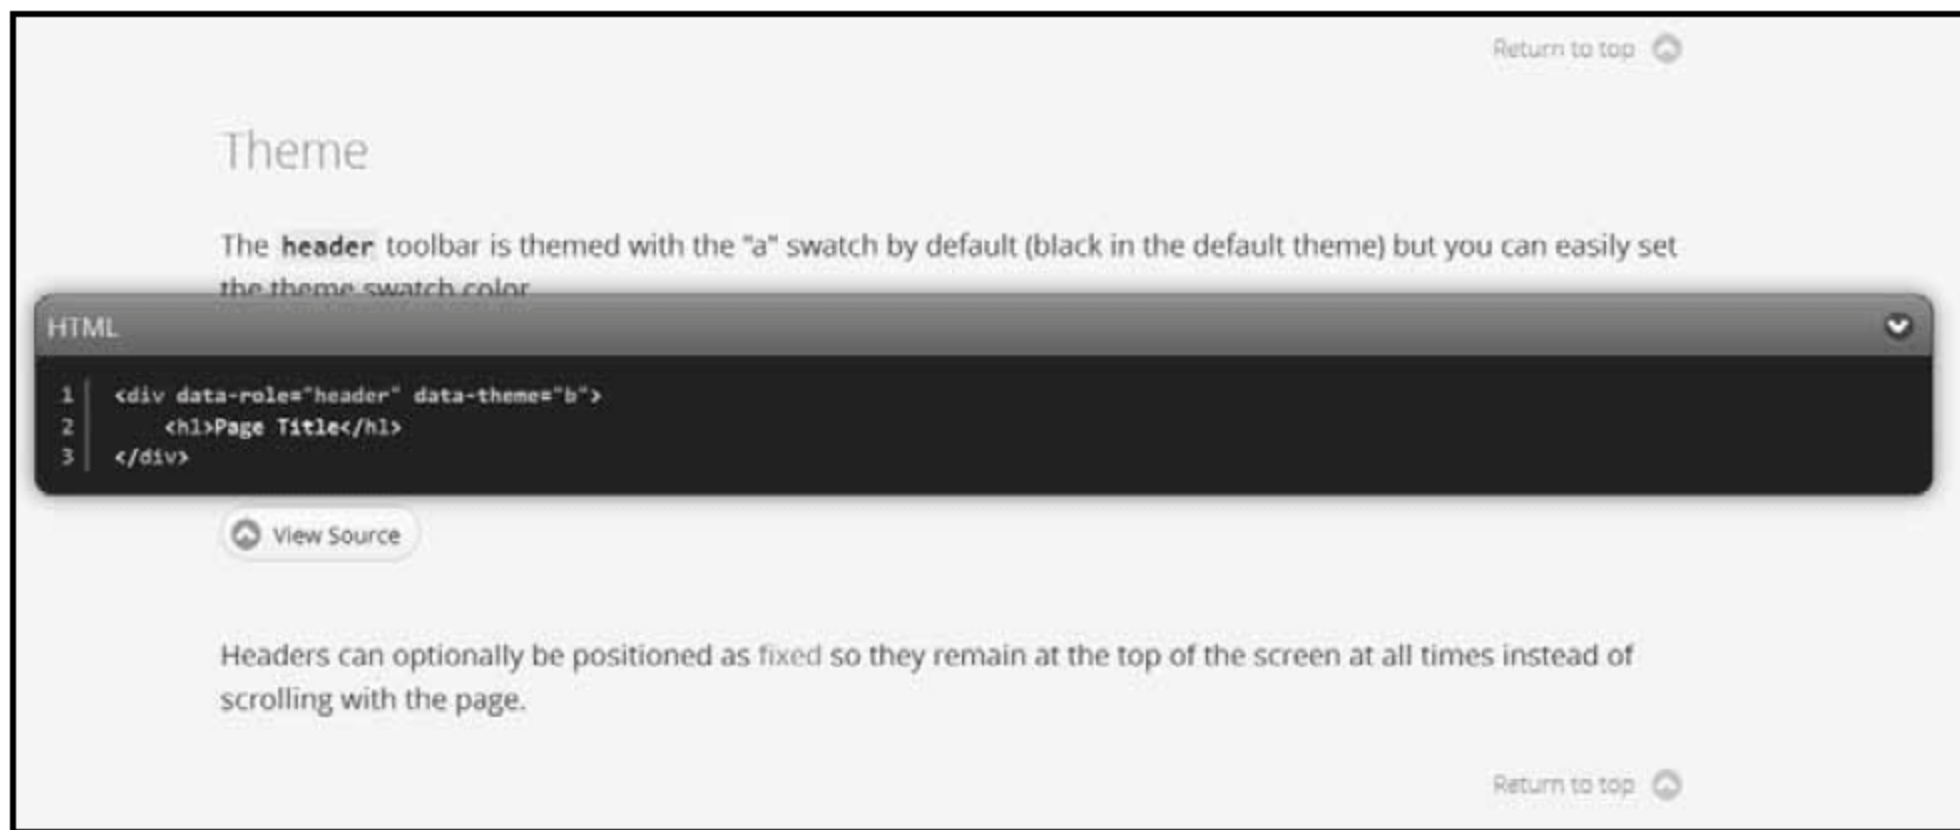 Return to top
Theme
The header toolbar is themed with the "a" swatch by default (black in the default theme) but you can easily set
the theme swatch color
HTML
1 <div data-role="header" data-theme="b">
2     <h1>Page Title</h1>
3 </div>
View Source
Headers can optionally be positioned as fixed so they remain at the top of the screen at all times instead of
scrolling with the page.
Return to top